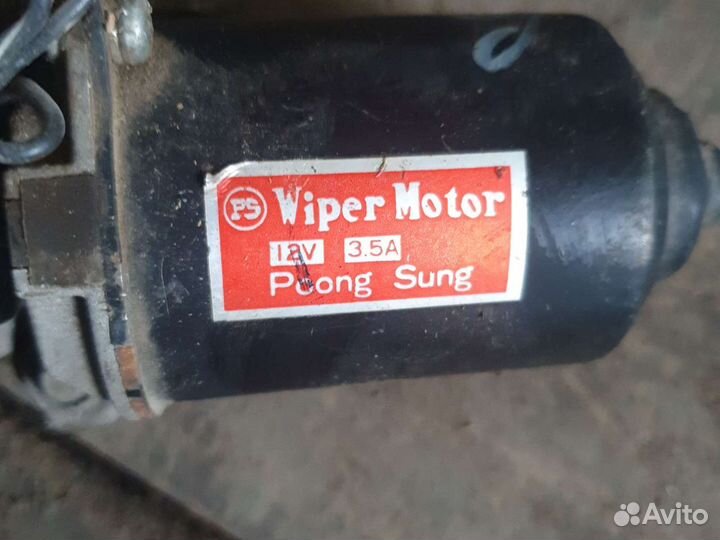 PS Wiper Motor
12V 3.5A
Poong Sung
Avito